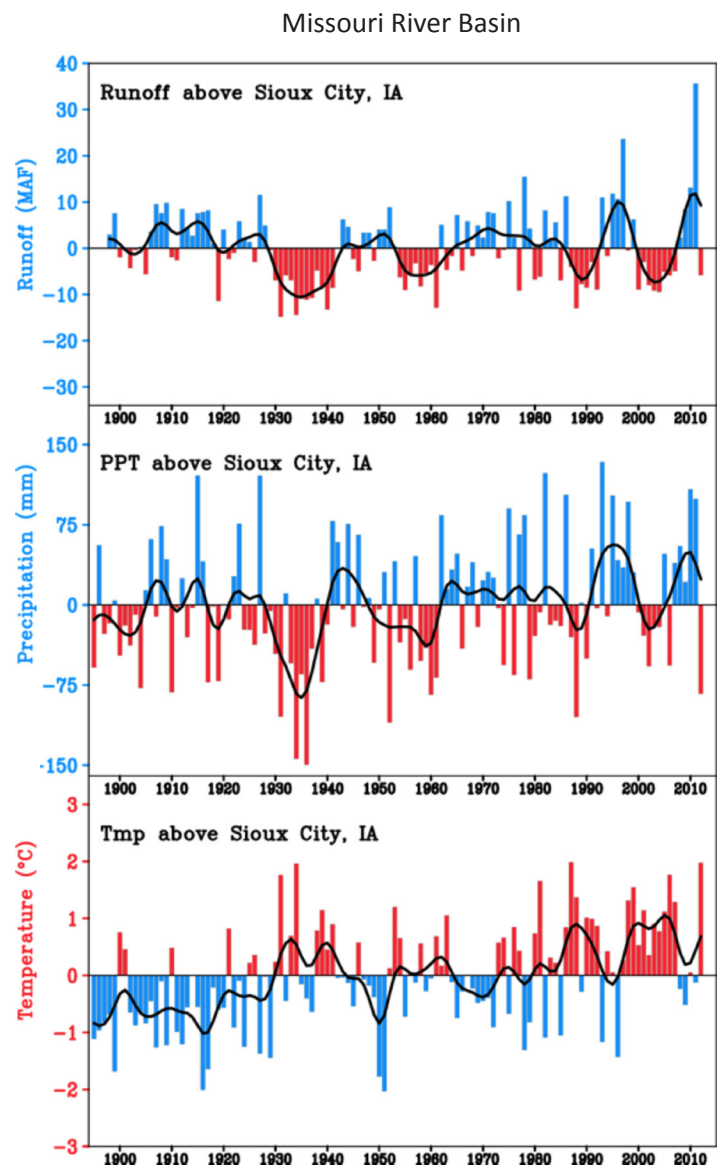 Missouri River Basin
Runoff above Sioux City, IA
Runoff (MAF)
40
30
20
10
0
−10
−20
−30
1900 1910 1920 1930 1940 1950 1960 1970 1980 1990 2000 2010
PPT above Sioux City, IA
Precipitation (mm)
150
75
0
−75
-150
1900 1910 1920 1930 1940 1950 1960 1970 1980 1990 2000 2010
Tmp above Sioux City, IA
Temperature (°C)
3
2
1
0
−1
−2
−3
1900 1910 1920 1930 1940 1950 1960 1970 1980 1990 2000 2010